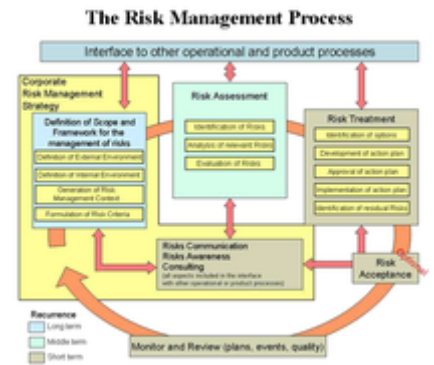 The Risk Management Process
Interface to other operational and product processes
Corporate
Risk Management
Strategy
Definition of Scope and
Framework for the
management of risks
Definition of External Environment
Definition of Internal Environment
Generation of Risk
Management Context
Formulation of Risk Criteria
Risk Assessment
Identification of Risks
Analysis of relevant Risks
Evaluation of Risks
Risk Treatment
Identification of options
Development of action plan
Approval of action plan
Implementation of action plan
Identification of residual Risks
Risks Communication
Risks Awareness
Consulting
(all aspects included in the interface
with other operational or product processes)
Optional
Risk
Acceptance
Recurrence
Long term
Middle term
Short term
Monitor and Review (plans, events, quality)